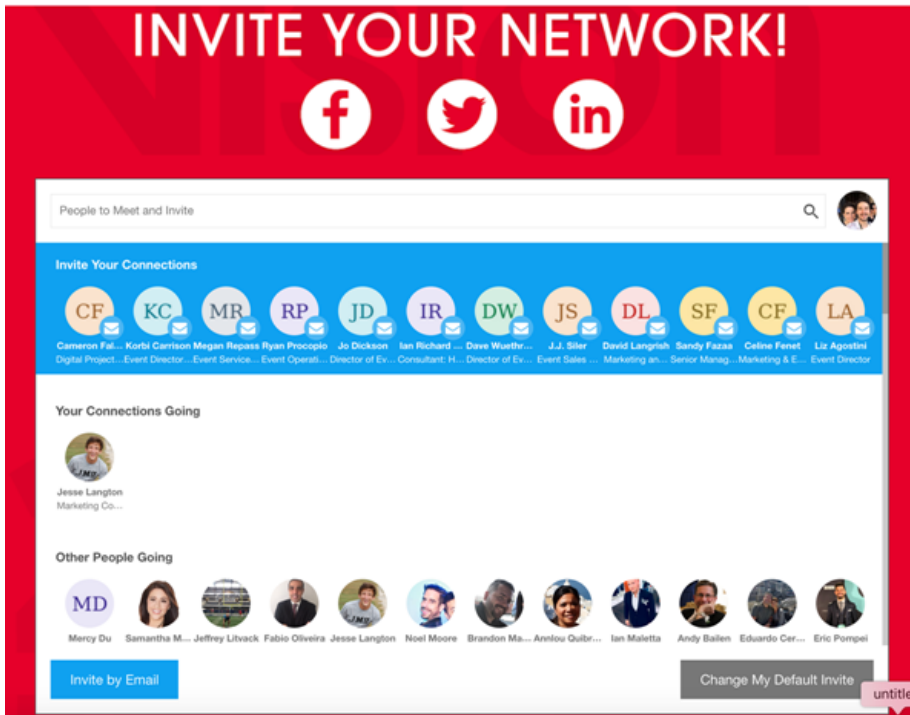 VISION
INVITE YOUR NETWORK!
f in
People to Meet and Invite
Invite Your Connections
CF KC MR RP JD IR DW JS DL SF CF LA
Cameron Fal... Korbi Carrison Megan Repass Ryan Procopio Jo Dickson Ian Richard ... Dave Wuethr... J.J. Siler David Langrish Sandy Fazaa Celine Fenet Liz Agostini
Digital Project... Event Director... Event Service... Event Operati... Director of Ev... Consultant: H... Director of Ev... Event Sales ... Marketing an... Senior Manag... Marketing & E... Event Director
Your Connections Going
JMU
Jesse Langton
Marketing Co...
Other People Going
MD
Mercy Du Samantha M... Jeffrey Litvack Fabio Oliveira Jesse Langton Noel Moore Brandon Ma... Annlou Quibr... Ian Maletta Andy Bailen Eduardo Cer... Eric Pompei
Invite by Email Change My Default Invite
untitle